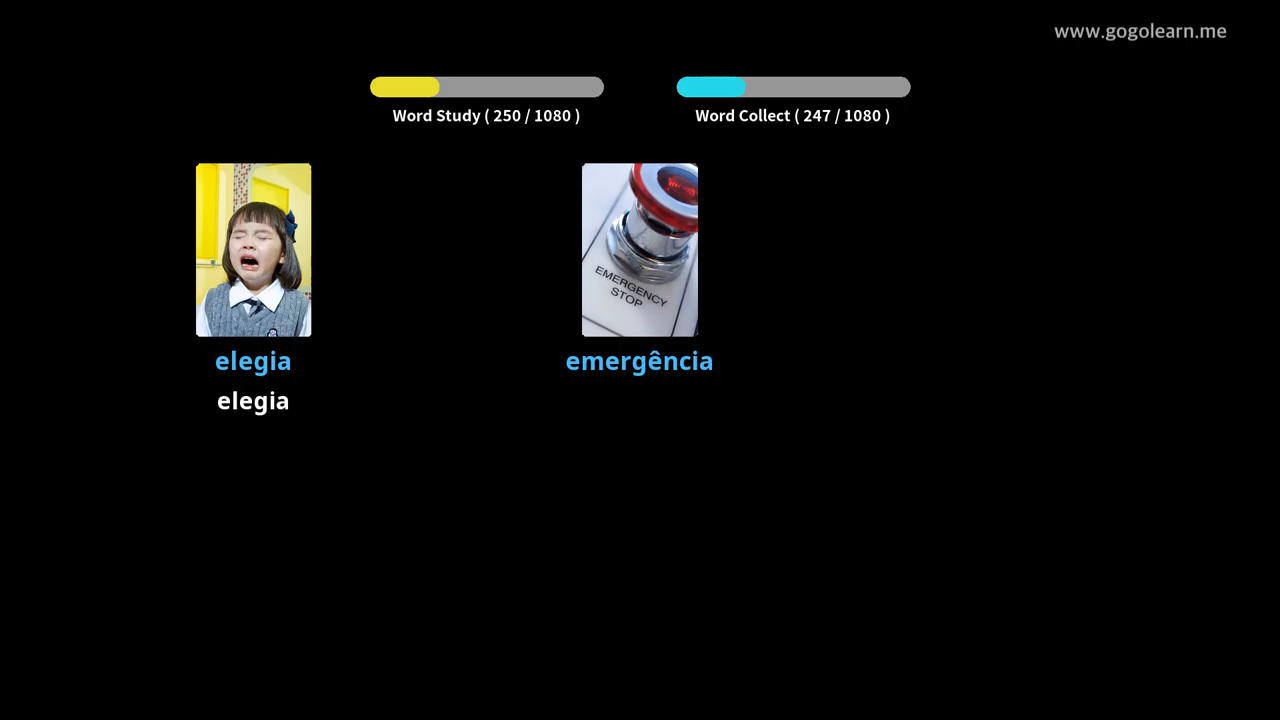 www.gogolearn.me
Word Study ( 250 / 1080 )
Word Collect ( 247 / 1080 )
EMERGENCY
STOP
elegia
emergência
elegia